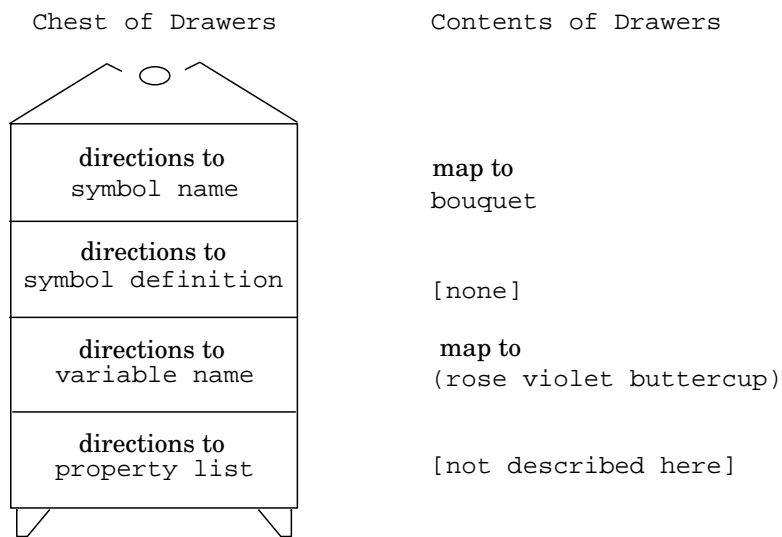 Chest of Drawers
Contents of Drawers
directions to
symbol name
map to
bouquet
directions to
symbol definition
[none]
directions to
variable name
map to
(rose violet buttercup)
directions to
property list
[not described here]